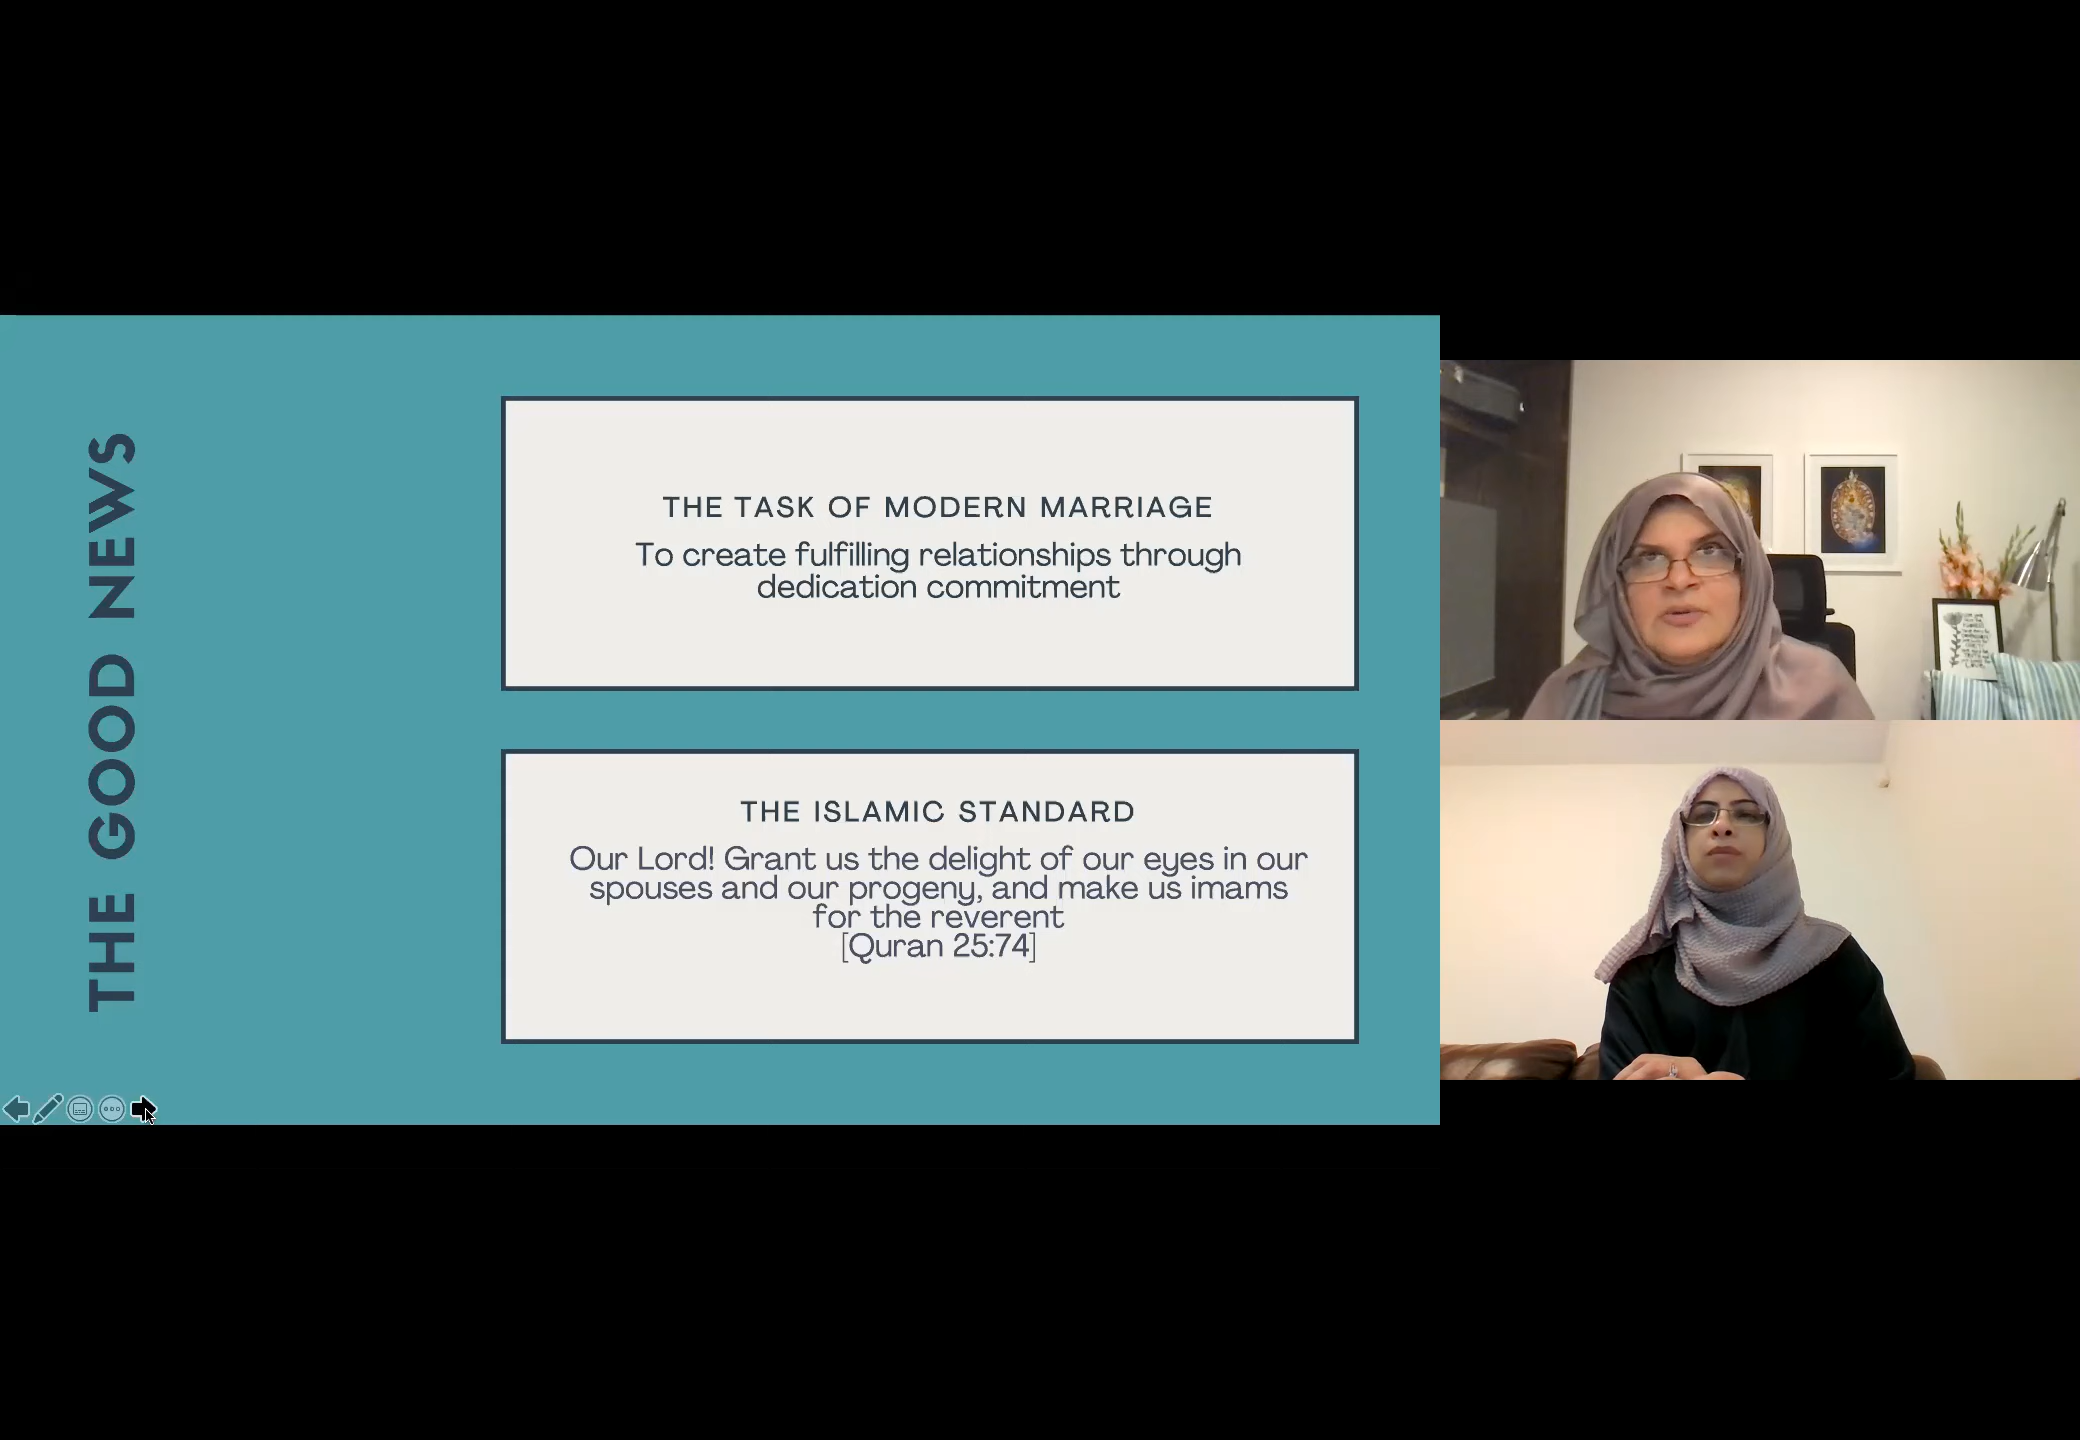 THE GOOD NEWS
THE TASK OF MODERN MARRIAGE
To create fulfilling relationships through
dedication commitment
THE ISLAMIC STANDARD
Our Lord! Grant us the delight of our eyes in our
spouses and our progeny, and make us imams
for the reverent
[Quran 25:74]